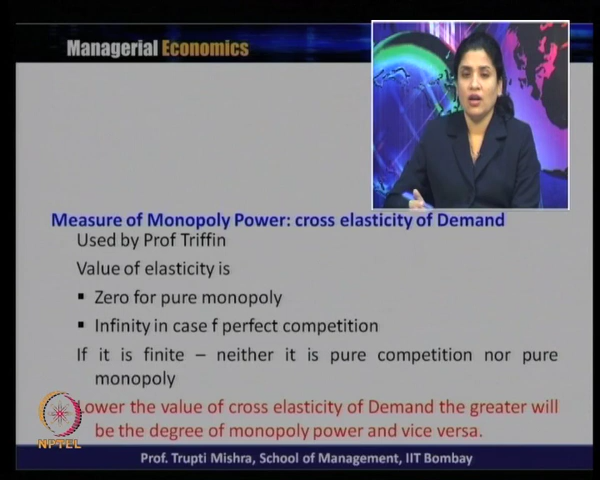 Managerial Economics
Measure of Monopoly Power: cross elasticity of Demand
Used by Prof Triffin
Value of elasticity is
▪ Zero for pure monopoly
▪ Infinity in case f perfect competition
If it is finite – neither it is pure competition nor pure
monopoly
Lower the value of cross elasticity of Demand the greater will
be the degree of monopoly power and vice versa.
NPTEL
Prof. Trupti Mishra, School of Management, IIT Bombay